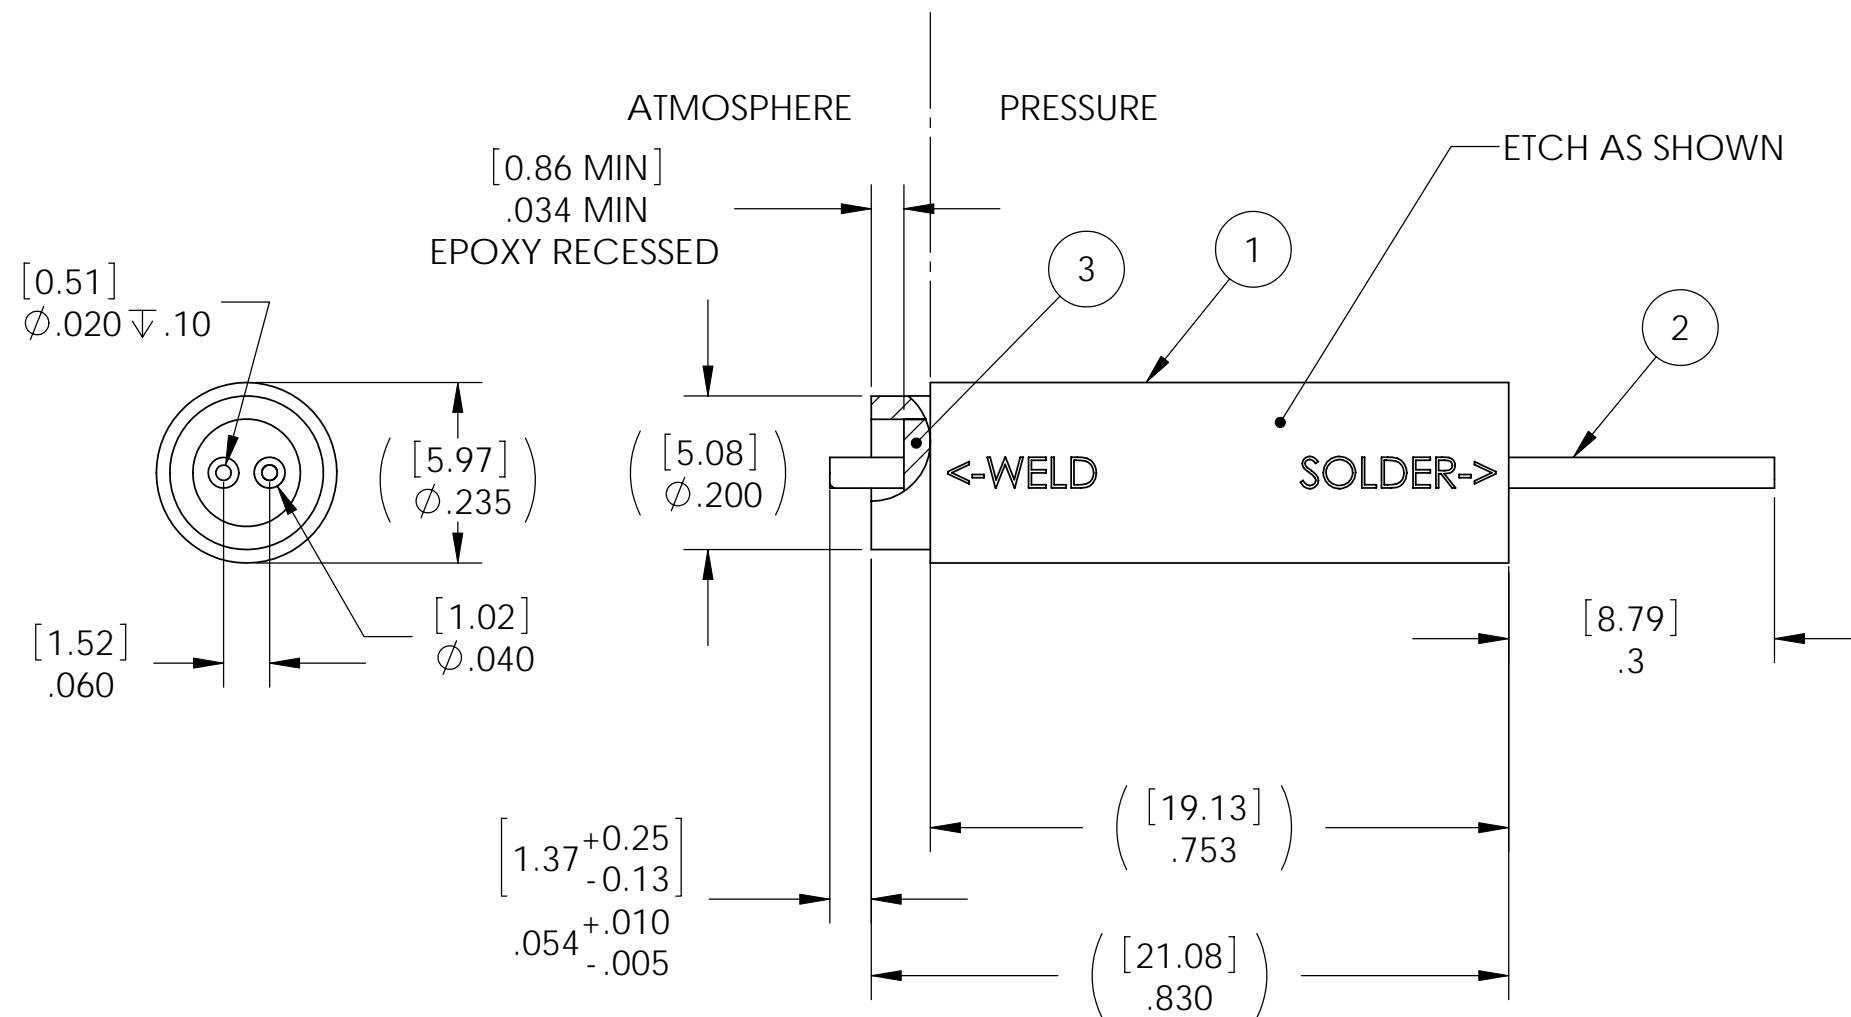 ATMOSPHERE
PRESSURE
ETCH AS SHOWN
[0.86 MIN]
.034 MIN
EPOXY RECESSED
3
1
2
[0.51]
⌀.020↧.10
([5.97]
⌀.235)
([5.08]
⌀.200)
<-WELD
SOLDER->
[1.52]
.060
[1.02]
⌀.040
[8.79]
.3
([19.13]
.753)
[1.37 +0.25
-0.13]
.054 +.010
-.005
([21.08]
.830)